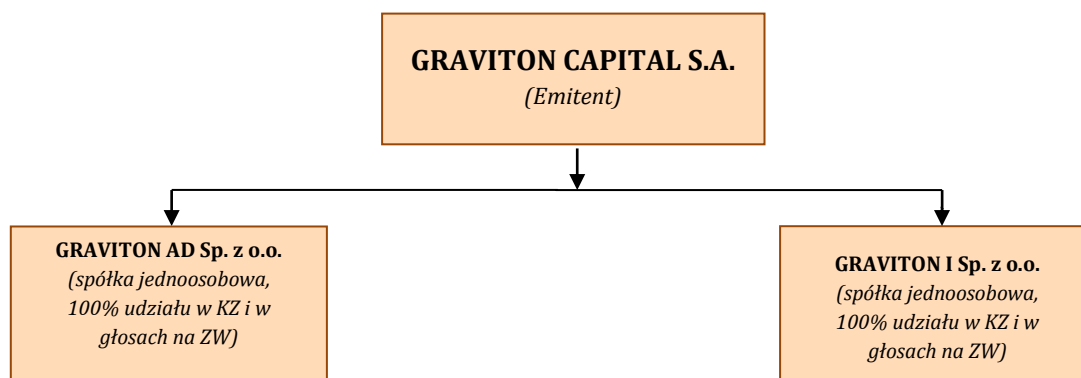 GRAVITON CAPITAL S.A.
(Emitent)
GRAVITON AD Sp. z o.o.
(spółka jednoosobowa,
100% udziału w KZ i w
głosach na ZW)
GRAVITON I Sp. z o.o.
(spółka jednoosobowa,
100% udziału w KZ i w
głosach na ZW)